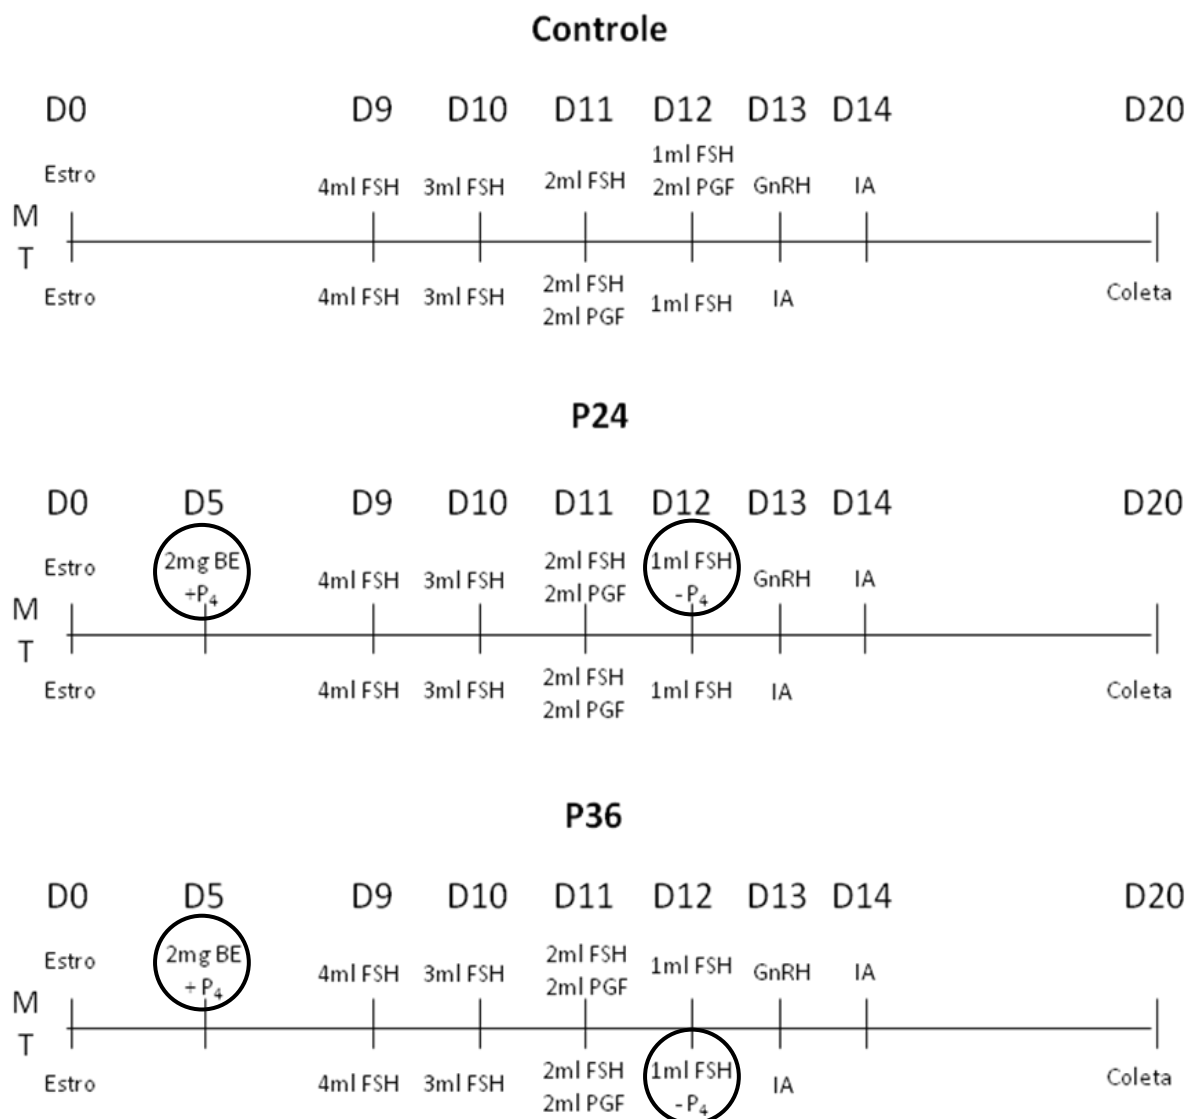 Controle
D0 D9 D10 D11 D12 D13 D14 D20
1ml FSH
Estro 4ml FSH 3ml FSH 2ml FSH 2ml PGF GnRH IA
M
T
Estro 4ml FSH 3ml FSH 2ml FSH 1ml FSH IA Coleta
2ml PGF
P24
D0 D5 D9 D10 D11 D12 D13 D14 D20
Estro 2mg BE 4ml FSH 3ml FSH 2ml FSH 1ml FSH GnRH IA
+P₄ 2ml PGF - P₄
M
T
Estro 4ml FSH 3ml FSH 2ml FSH 1ml FSH IA Coleta
2ml PGF
P36
D0 D5 D9 D10 D11 D12 D13 D14 D20
Estro 2mg BE 4ml FSH 3ml FSH 2ml FSH 1ml FSH GnRH IA
+ P₄ 2ml PGF
M
T
Estro 4ml FSH 3ml FSH 2ml FSH 1ml FSH IA Coleta
2ml PGF - P₄